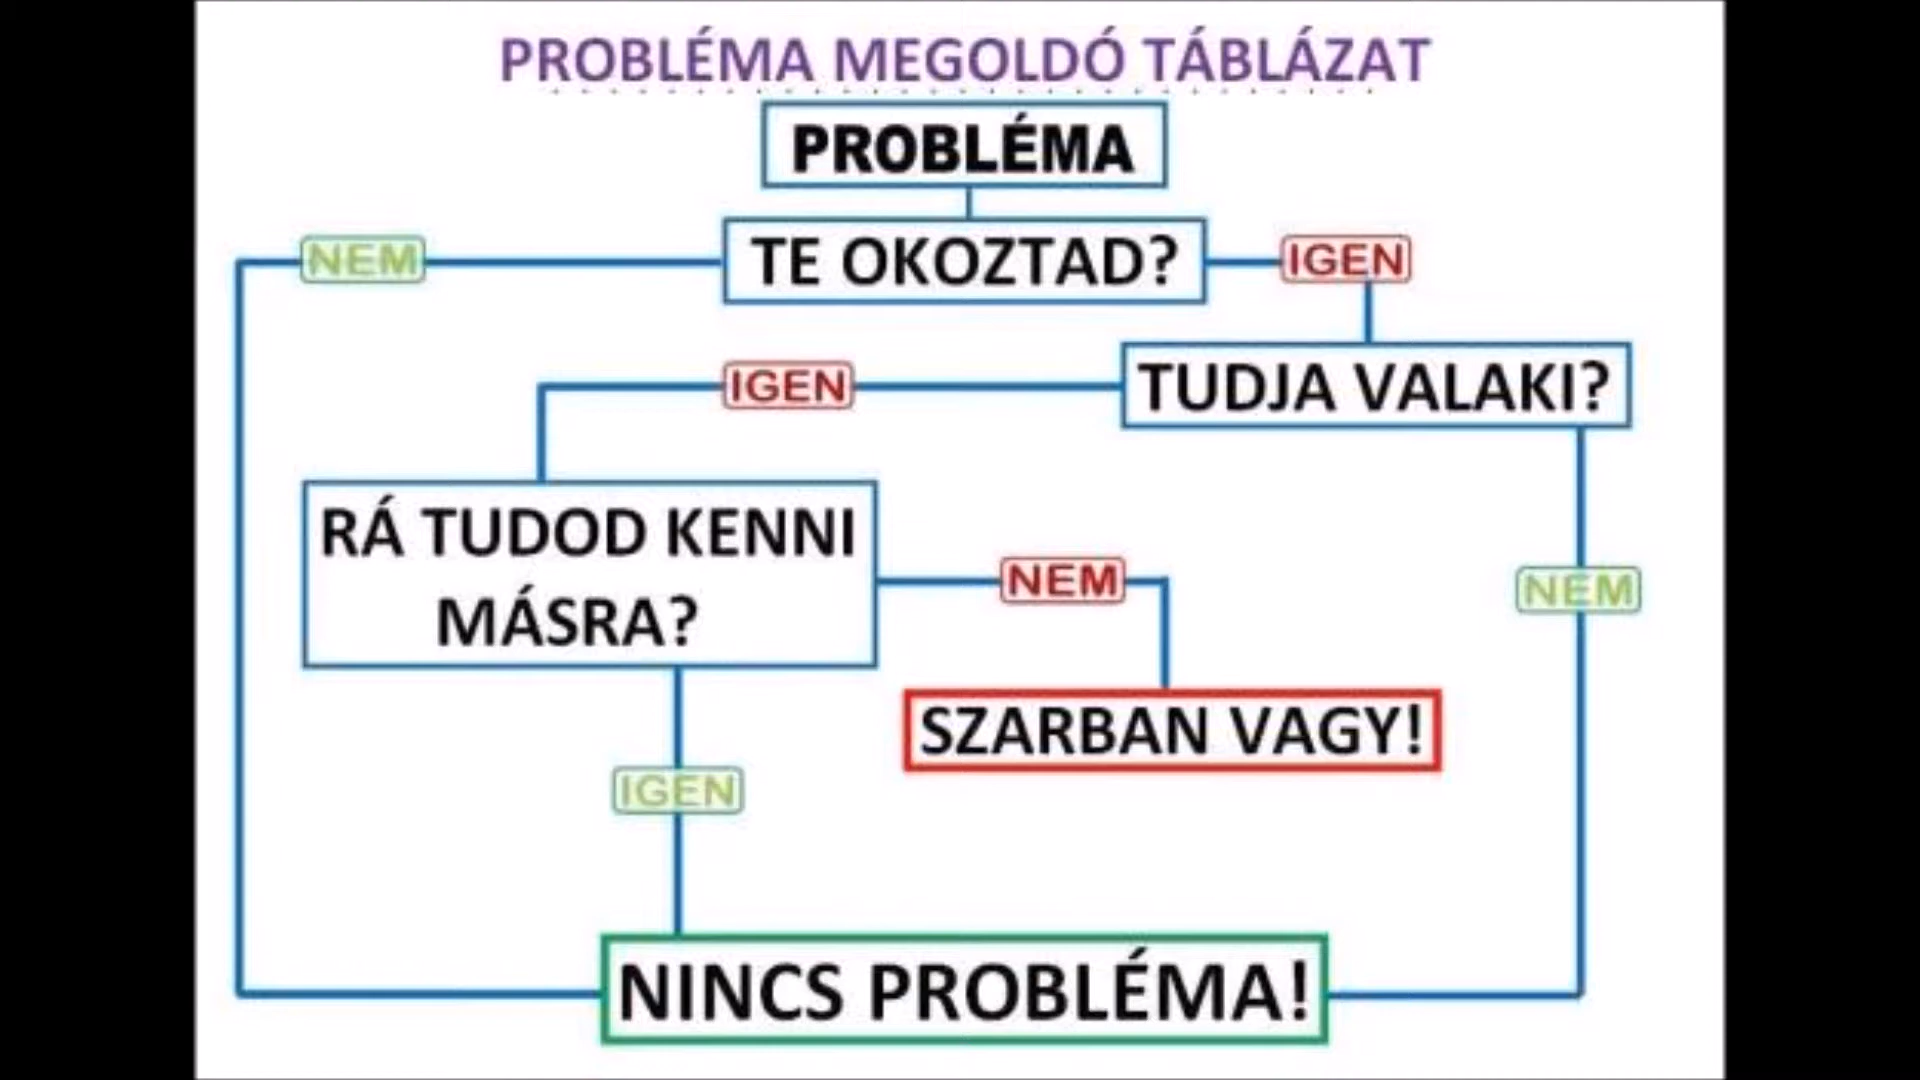 PROBLÉMA MEGOLDÓ TÁBLÁZAT
PROBLÉMA
NEM
TE OKOZTAD?
IGEN
IGEN
TUDJA VALAKI?
RÁ TUDOD KENNI
MÁSRA?
NEM
NEM
SZARBAN VAGY!
IGEN
NINCS PROBLÉMA!